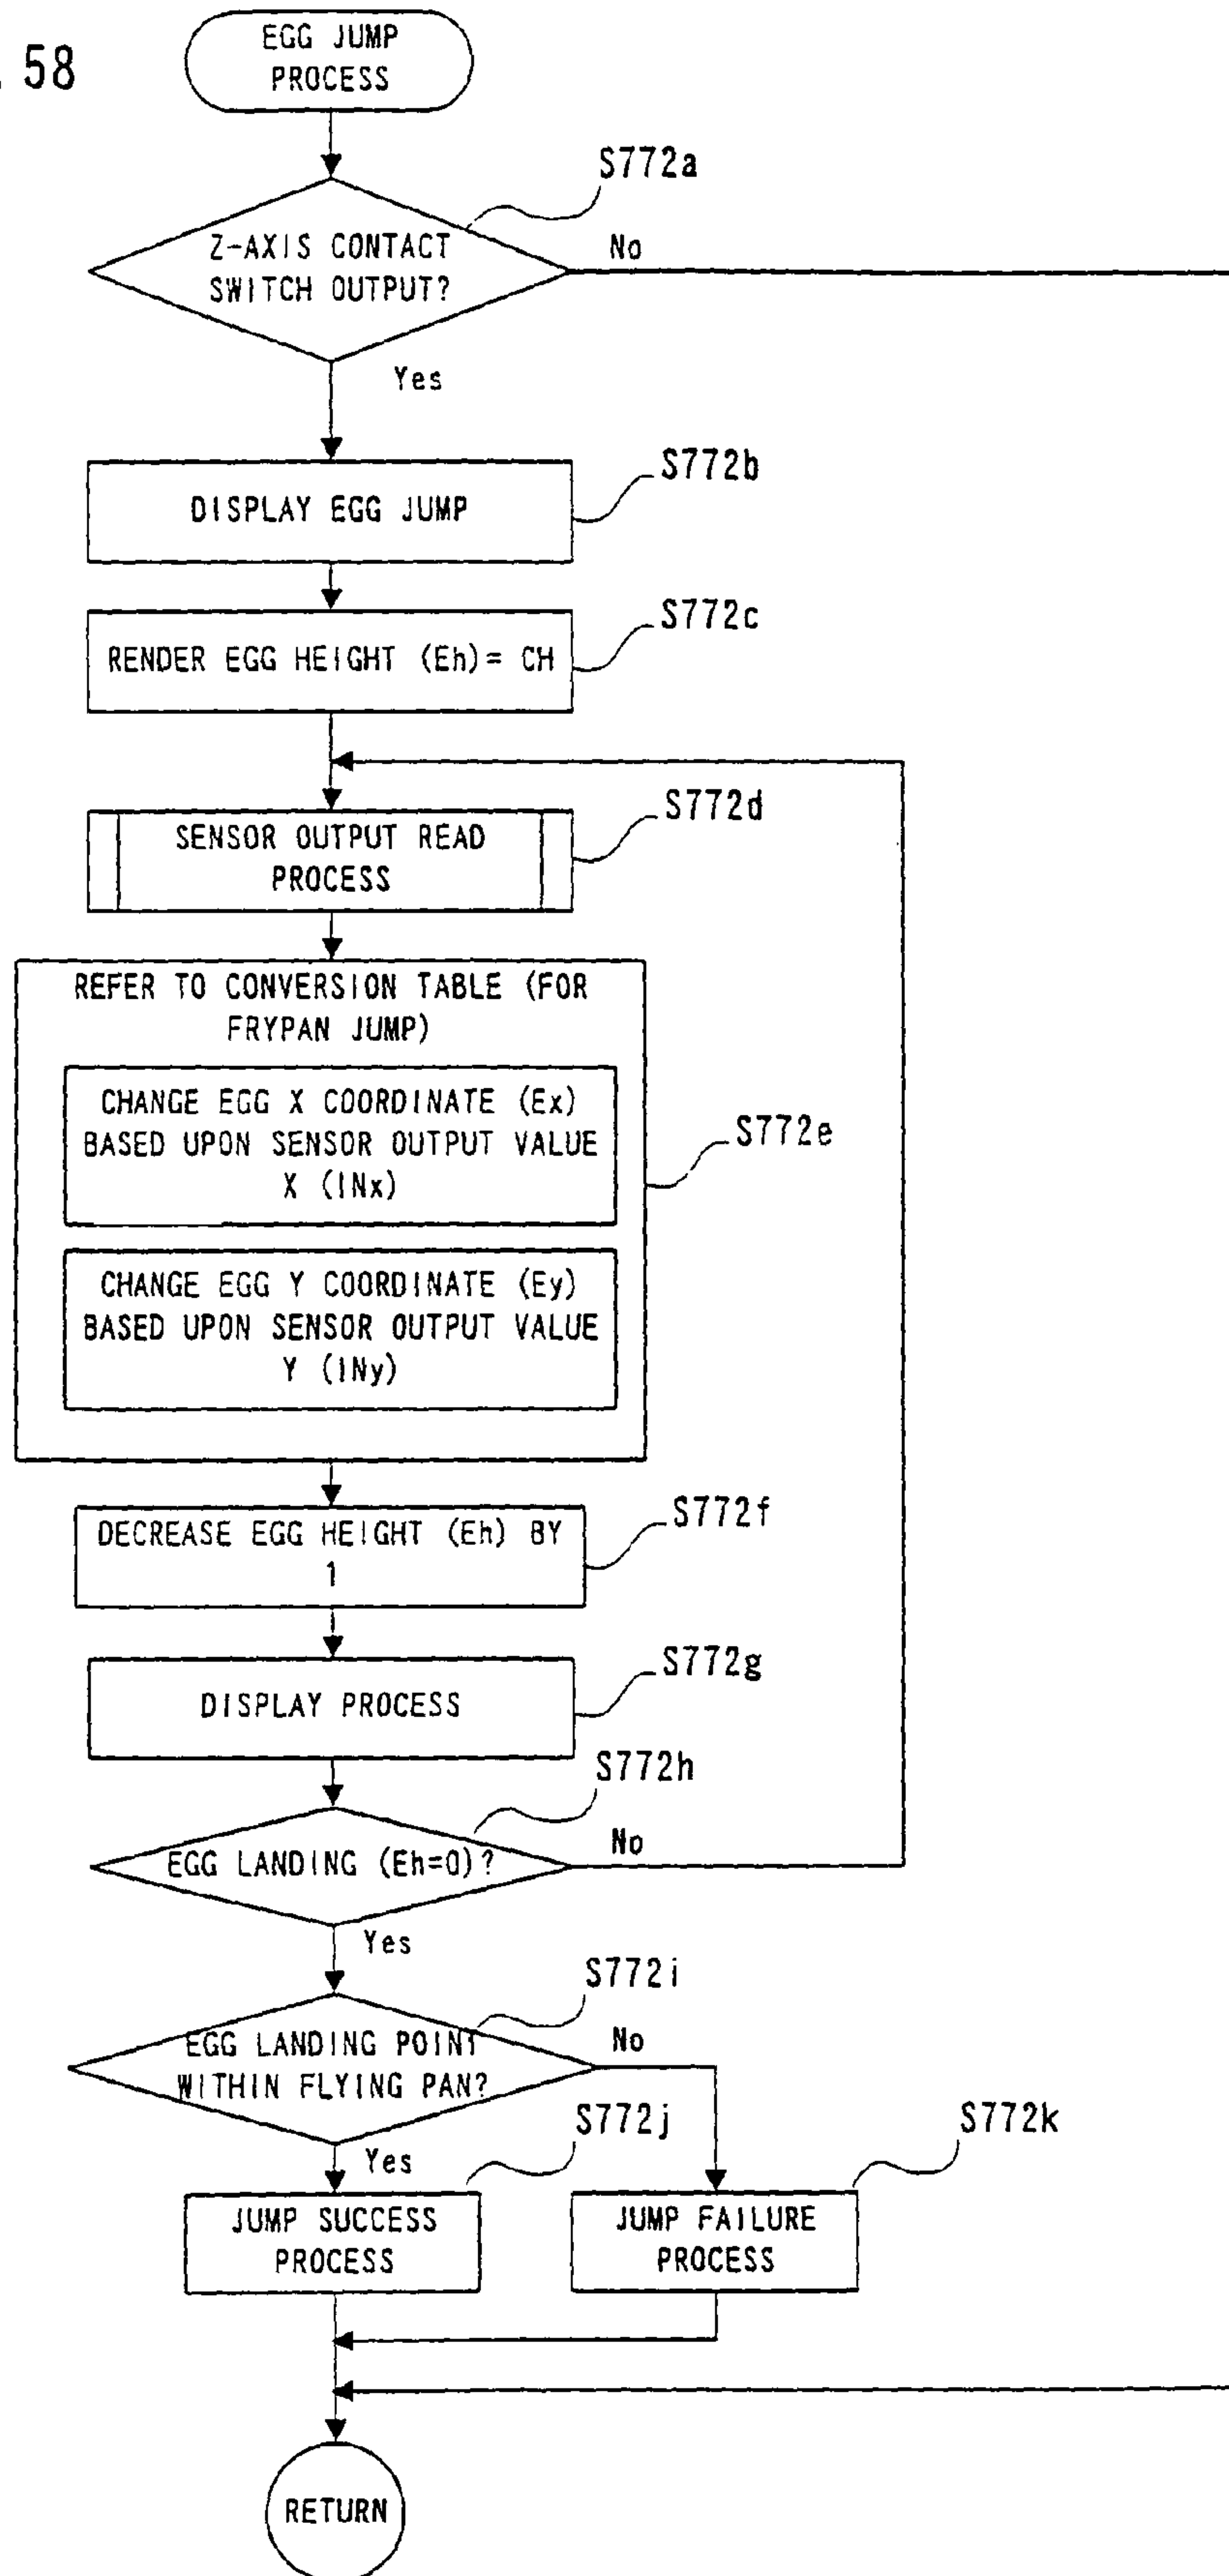 . 58
EGG JUMP
PROCESS
S772a
Z-AXIS CONTACT
SWITCH OUTPUT?
No
Yes
S772b
DISPLAY EGG JUMP
S772c
RENDER EGG HEIGHT (Eh)= CH
S772d
SENSOR OUTPUT READ
PROCESS
REFER TO CONVERSION TABLE (FOR
FRYPAN JUMP)
CHANGE EGG X COORDINATE (Ex)
BASED UPON SENSOR OUTPUT VALUE
X (INx)
S772e
CHANGE EGG Y COORDINATE (Ey)
BASED UPON SENSOR OUTPUT VALUE
Y (INy)
S772f
DECREASE EGG HEIGHT (Eh) BY
1
S772g
DISPLAY PROCESS
S772h
EGG LANDING (Eh=0)?
No
Yes
S772i
EGG LANDING POINT
WITHIN FLYING PAN?
No
Yes
S772j
S772k
JUMP SUCCESS
PROCESS
JUMP FAILURE
PROCESS
RETURN